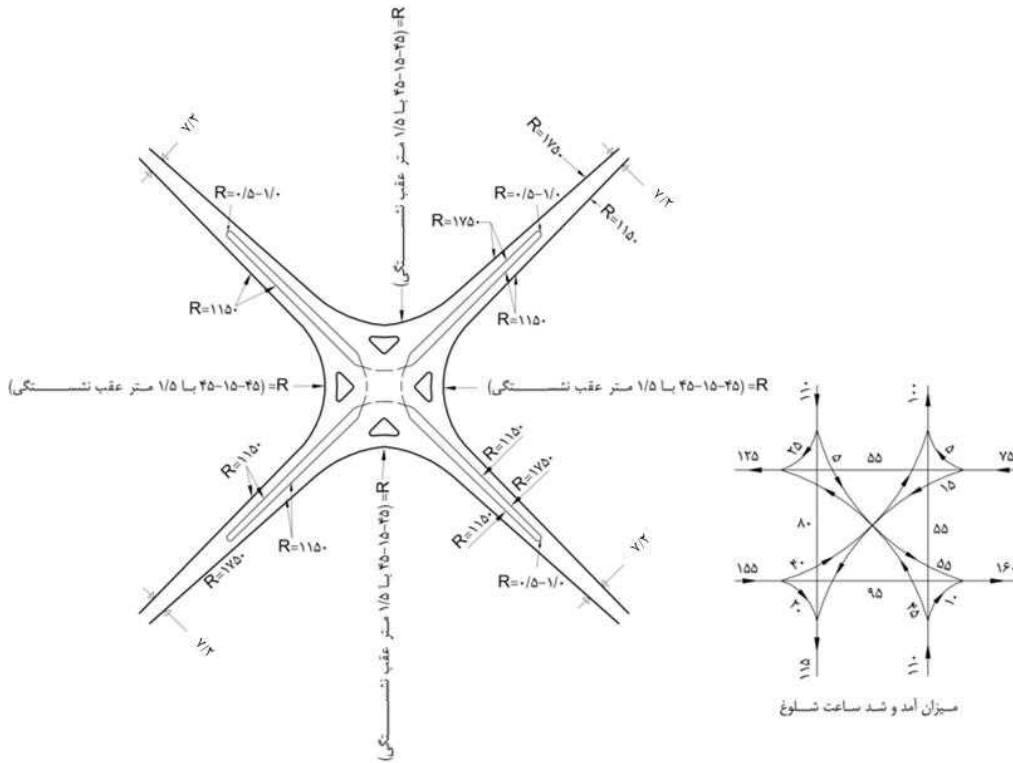 R= (۴۵-۱۵-۴۵ با ۱/۵ متر عقب نشستگی)
۷/۲
R=۱۷۵۰
۷/۲
R=۰/۵-۱/۰
R=۰/۵-۱/۰
R=۱۷۵۰
R=۱۱۵۰
R=۱۱۵۰
R=۱۱۵۰
R= (۴۵-۱۵-۴۵ با ۱/۵ متر عقب نشستگی)
R= (۴۵-۱۵-۴۵ با ۱/۵ متر عقب نشستگی)
R=۱۱۵۰
R=۱۱۵۰
R=۱۷۵۰
R=۱۱۵۰
R=۱۱۵۰
R=۱۷۵۰
R=۰/۵-۱/۰
۷/۲
۷/۲
R= (۴۵-۱۵-۴۵ با ۱/۵ متر عقب نشستگی)
۱۰۰
۲۵
۵
۵
۱۲۵
۵۵
۷۵
۱۵
۸۰
۵۵
۱۵۵
۴۰
۵۵
۱۶۰
۲۰
۹۵
۴۵
۱۰
۱۱۵
۱۱۰
میزان آمد و شد ساعت شلوغ